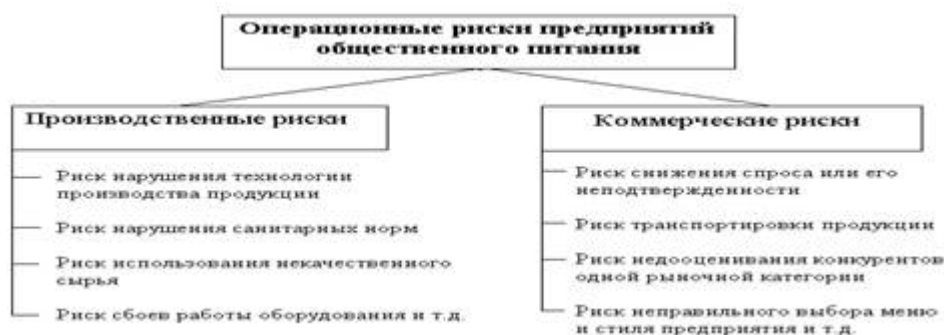 Операционные риски предприятий
общественного питания
Производственные риски
Риск нарушения технологии
производства продукции
Риск нарушения санитарных норм
Риск использования некачественного
сырья
Риск сбоев работы оборудования и т.д.
Коммерческие риски
Риск снижения спроса или его
неподтвержденности
Риск транспортировки продукции
Риск недооценивания конкурентов
одной рыночной категории
Риск неправильного выбора меню
и стиля предприятия и т.д.